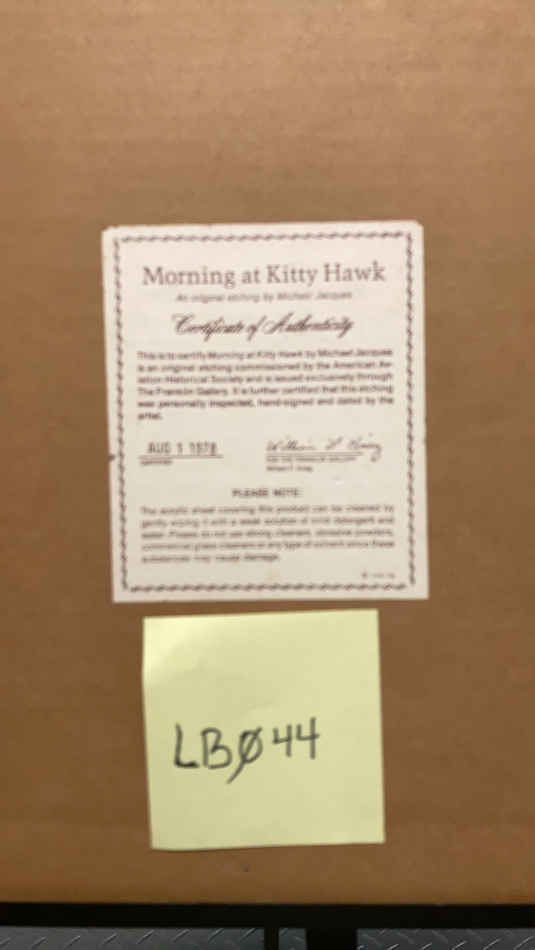 Morning at Kitty Hawk
An original etching by Michael Jacques
Certificate of Authenticity
This is to certify Morning at Kitty Hawk by Michael Jacques
is an original etching commissioned by the American Av-
iation Historical Society and is issued exclusively through
The Franklin Gallery. It is further certified that this etching
was personally inspected, hand-signed and dated by the
artist.
AUG 1 1978
PLEASE NOTE:
The acrylic sheet covering this product can be cleaned by
gently wiping it with a weak solution of mild detergent and
water. Please do not use strong cleaners, abrasive powders,
commercial glass cleaners or any type of solvent since these
substances may cause damage.
LBØ44